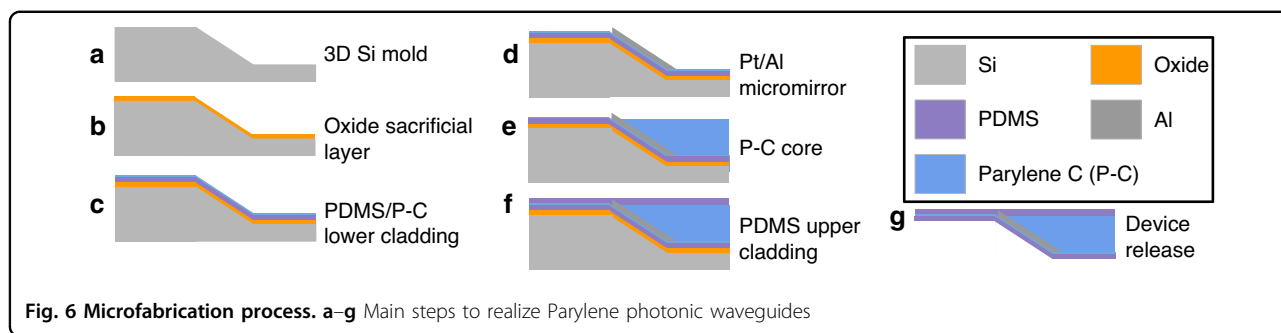 a
3D Si mold
b
Oxide sacrificial
layer
c
PDMS/P-C
lower cladding
d
Pt/Al
micromirror
e
P-C core
f
PDMS upper
cladding
g
Device
release
Si
Oxide
PDMS
Al
Parylene C (P-C)
Fig. 6 Microfabrication process. a–g Main steps to realize Parylene photonic waveguides